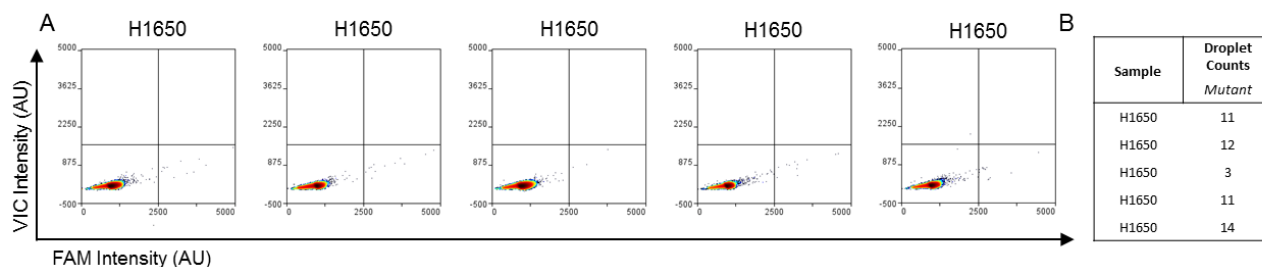 A
B
H1650
H1650
H1650
H1650
H1650
VIC Intensity (AU)
5000
3625
2250
875
-500
0 2500 5000
5000
3625
2250
875
-500
0 2500 5000
5000
3625
2250
875
-500
0 2500 5000
5000
3625
2250
875
-500
0 2500 5000
5000
3625
2250
875
-500
0 2500 5000
FAM Intensity (AU)
Sample
Droplet
Counts
Mutant
H1650 11
H1650 12
H1650 3
H1650 11
H1650 14